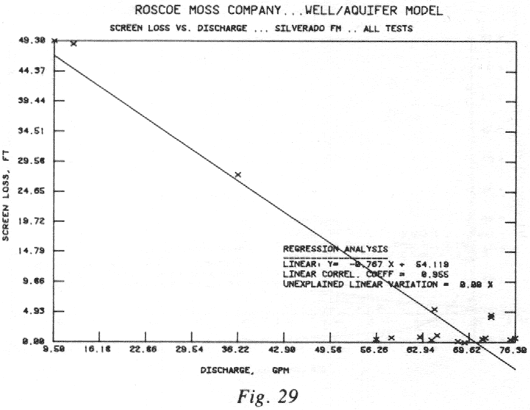 ROSCOE MOSS COMPANY...WELL/AQUIFER MODEL
SCREEN LOSS VS. DISCHARGE ... SILVERADO FM .. ALL TESTS
49.30
44.37
39.44
34.51
29.58
24.65
19.72
14.79
9.86
4.93
0.00
SCREEN LOSS, FT
REGRESSION ANALYSIS
LINEAR: Y= -0.767 X + 54.119
LINEAR CORREL. COEFF = 0.955
UNEXPLAINED LINEAR VARIATION = 0.09 %
9.50 16.18 22.86 29.54 36.22 42.90 49.56 56.26 62.94 69.62 76.30
DISCHARGE, GPM
Fig. 29